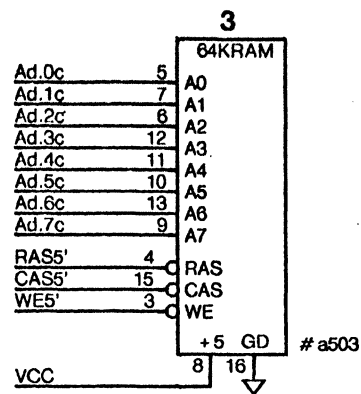 3
64KRAM
Ad.0c 5 A0
Ad.1c 7 A1
Ad.2c 6 A2
Ad.3c 12 A3
Ad.4c 11 A4
Ad.5c 10 A5
Ad.6c 13 A6
Ad.7c 9 A7
RAS5' 4 RAS
CAS5' 15 CAS
WE5' 3 WE
+5 GD # a503
8 16
VCC